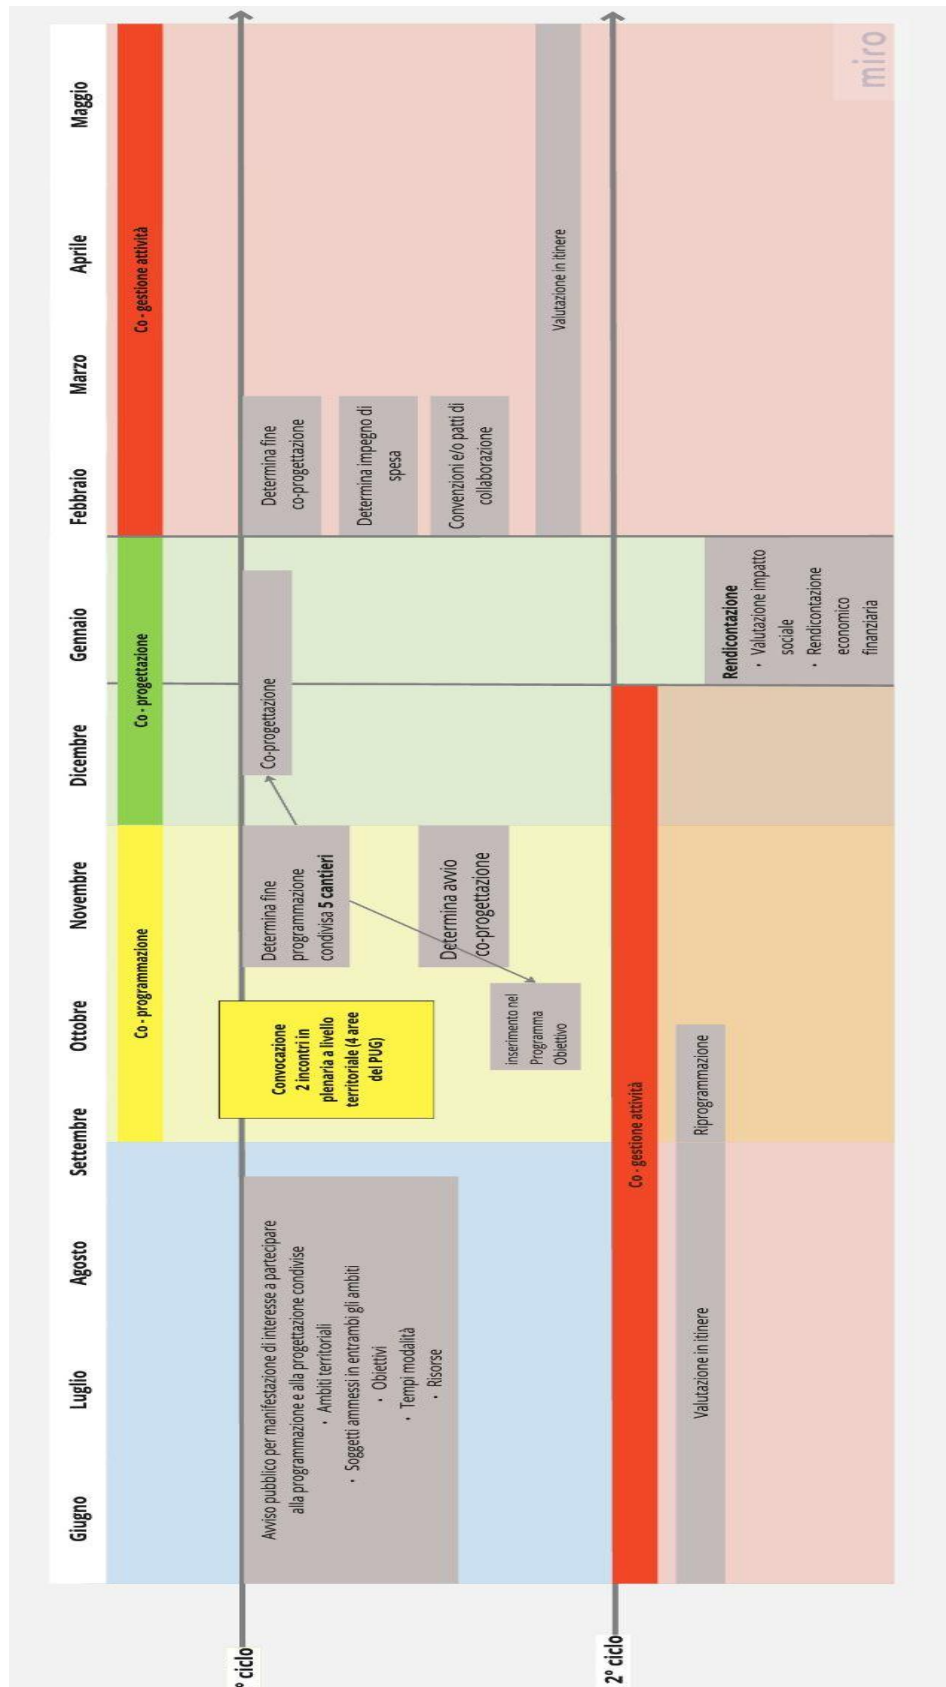 Giugno
Luglio
Agosto
Settembre
Ottobre
Novembre
Dicembre
Gennaio
Febbraio
Marzo
Aprile
Maggio
Co - programmazione
Co - progettazione
Co - gestione attività
º ciclo
Avviso pubblico per manifestazione di interesse a partecipare
alla programmazione e alla progettazione condivise
· Ambiti territoriali
· Soggetti ammessi in entrambi gli ambiti
· Obiettivi
· Tempi modalità
· Risorse
Convocazione
2 incontri in
plenaria a livello
territoriale (4 aree
del PUG)
Determina fine
programmazione
condivisa 5 cantieri
Determina avvio
co-progettazione
inserimento nel
Programma
Obiettivo
Co-progettazione
Determina fine
co-progettazione
Determina impegno di
spesa
Convenzioni e/o patti di
collaborazione
Valutazione in itinere
2º ciclo
Co - gestione attività
Valutazione in itinere
Riprogrammazione
Rendicontazione
· Valutazione impatto
sociale
· Rendicontazione
economico
finanziaria
miro